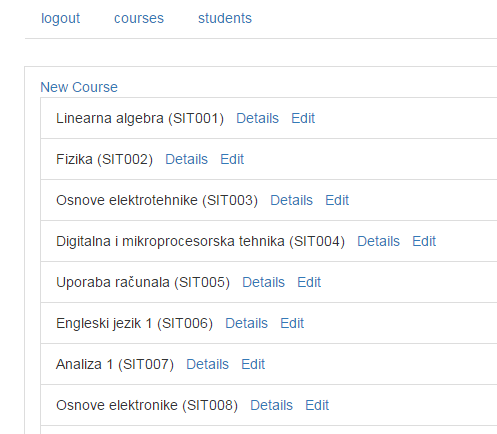 logout courses students
New Course
Linearna algebra (SIT001) Details Edit
Fizika (SIT002) Details Edit
Osnove elektrotehnike (SIT003) Details Edit
Digitalna i mikroprocesorska tehnika (SIT004) Details Edit
Uporaba računala (SIT005) Details Edit
Engleski jezik 1 (SIT006) Details Edit
Analiza 1 (SIT007) Details Edit
Osnove elektronike (SIT008) Details Edit